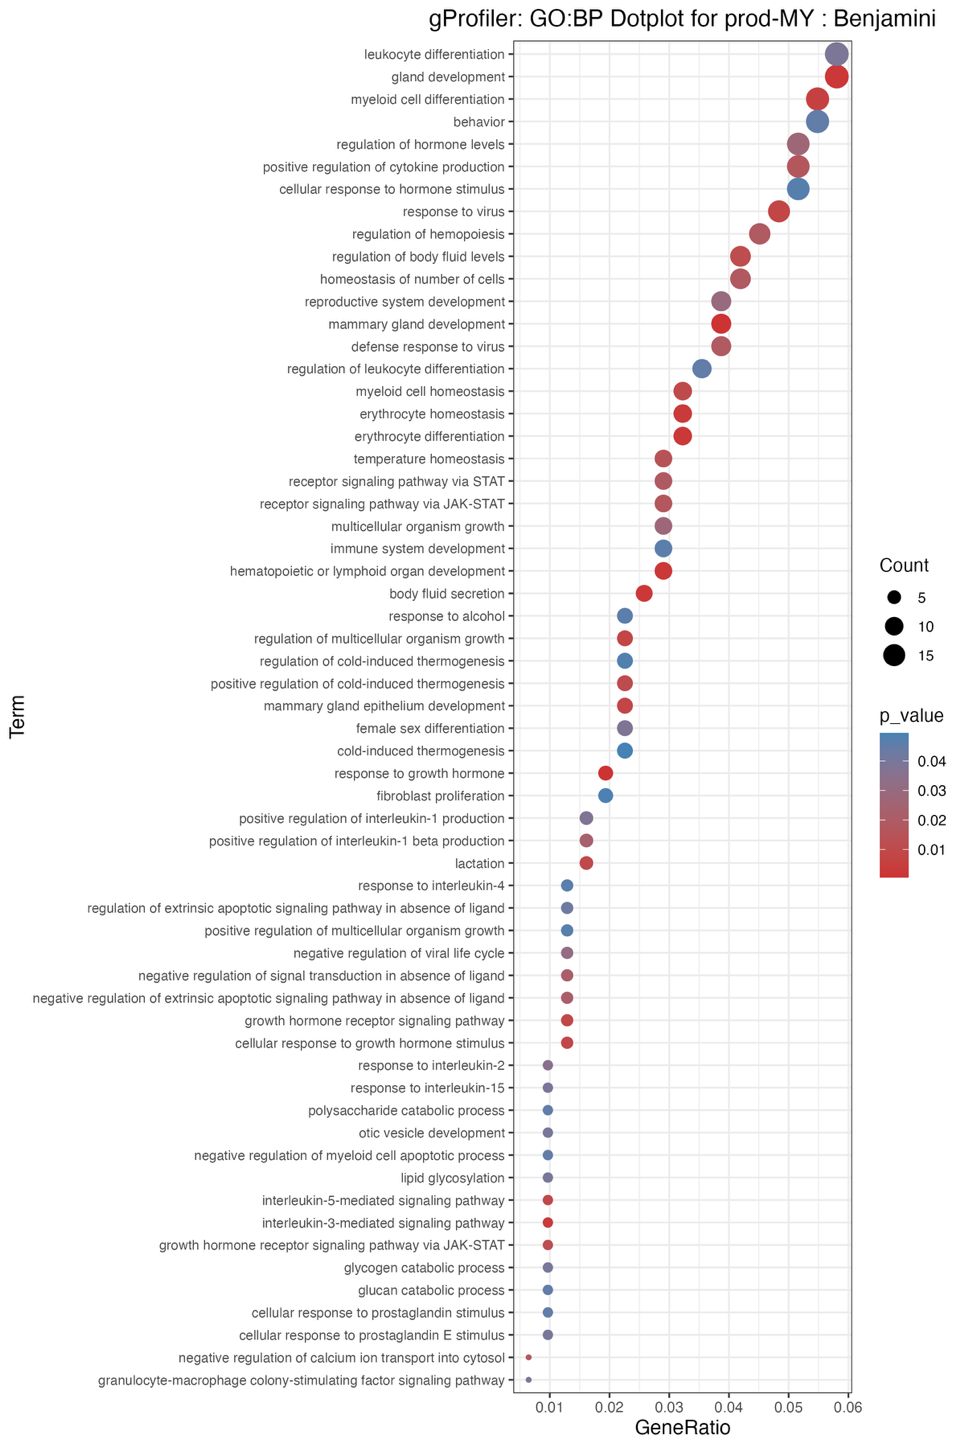 gProfiler: GO:BP Dotplot for prod-MY : Benjamini
leukocyte differentiation
gland development
myeloid cell differentiation
behavior
regulation of hormone levels
positive regulation of cytokine production
cellular response to hormone stimulus
response to virus
regulation of hemopoiesis
regulation of body fluid levels
homeostasis of number of cells
reproductive system development
mammary gland development
defense response to virus
regulation of leukocyte differentiation
myeloid cell homeostasis
erythrocyte homeostasis
erythrocyte differentiation
temperature homeostasis
receptor signaling pathway via STAT
receptor signaling pathway via JAK-STAT
multicellular organism growth
immune system development
hematopoietic or lymphoid organ development
body fluid secretion
response to alcohol
regulation of multicellular organism growth
regulation of cold-induced thermogenesis
positive regulation of cold-induced thermogenesis
mammary gland epithelium development
female sex differentiation
cold-induced thermogenesis
response to growth hormone
fibroblast proliferation
positive regulation of interleukin-1 production
positive regulation of interleukin-1 beta production
lactation
response to interleukin-4
regulation of extrinsic apoptotic signaling pathway in absence of ligand
positive regulation of multicellular organism growth
negative regulation of viral life cycle
negative regulation of signal transduction in absence of ligand
negative regulation of extrinsic apoptotic signaling pathway in absence of ligand
growth hormone receptor signaling pathway
cellular response to growth hormone stimulus
response to interleukin-2
response to interleukin-15
polysaccharide catabolic process
otic vesicle development
negative regulation of myeloid cell apoptotic process
lipid glycosylation
interleukin-5-mediated signaling pathway
interleukin-3-mediated signaling pathway
growth hormone receptor signaling pathway via JAK-STAT
glycogen catabolic process
glucan catabolic process
cellular response to prostaglandin stimulus
cellular response to prostaglandin E stimulus
negative regulation of calcium ion transport into cytosol
granulocyte-macrophage colony-stimulating factor signaling pathway
Term
0.01 0.02 0.03 0.04 0.05 0.06
GeneRatio
Count
5
10
15
p_value
0.04
0.03
0.02
0.01